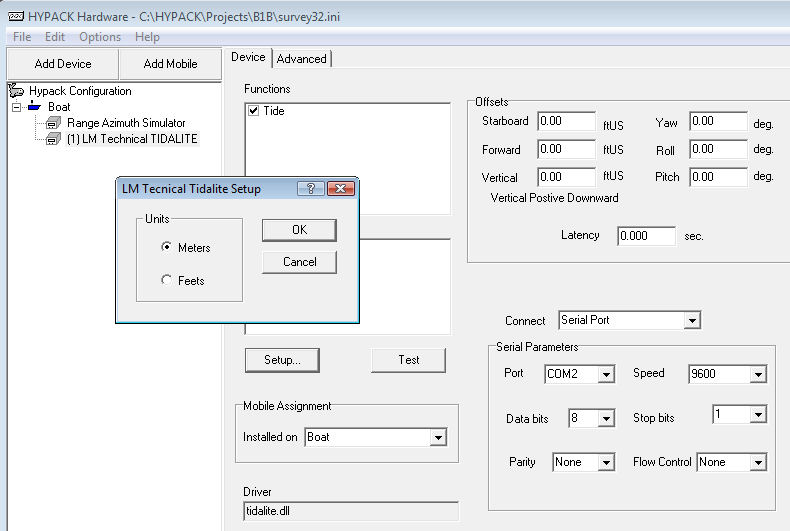 HYPACK Hardware - C:\HYPACK\Projects\B1B\survey32.ini
File Edit Options Help
Add Device Add Mobile
Device Advanced
Hypack Configuration
Boat
Range Azimuth Simulator
(1) LM Technical TIDALITE
Functions
Tide
Offsets
Starboard 0.00 ftUS Yaw 0.00 deg.
Forward 0.00 ftUS Roll 0.00 deg.
Vertical 0.00 ftUS Pitch 0.00 deg.
Vertical Postive Downward
Latency 0.000 sec.
LM Tecnical Tidalite Setup
Units
Meters
Feets
OK
Cancel
Connect Serial Port
Setup... Test
Serial Parameters
Port COM2 Speed 9600
Data bits 8 Stop bits 1
Parity None Flow Control None
Mobile Assignment
Installed on Boat
Driver
tidalite.dll